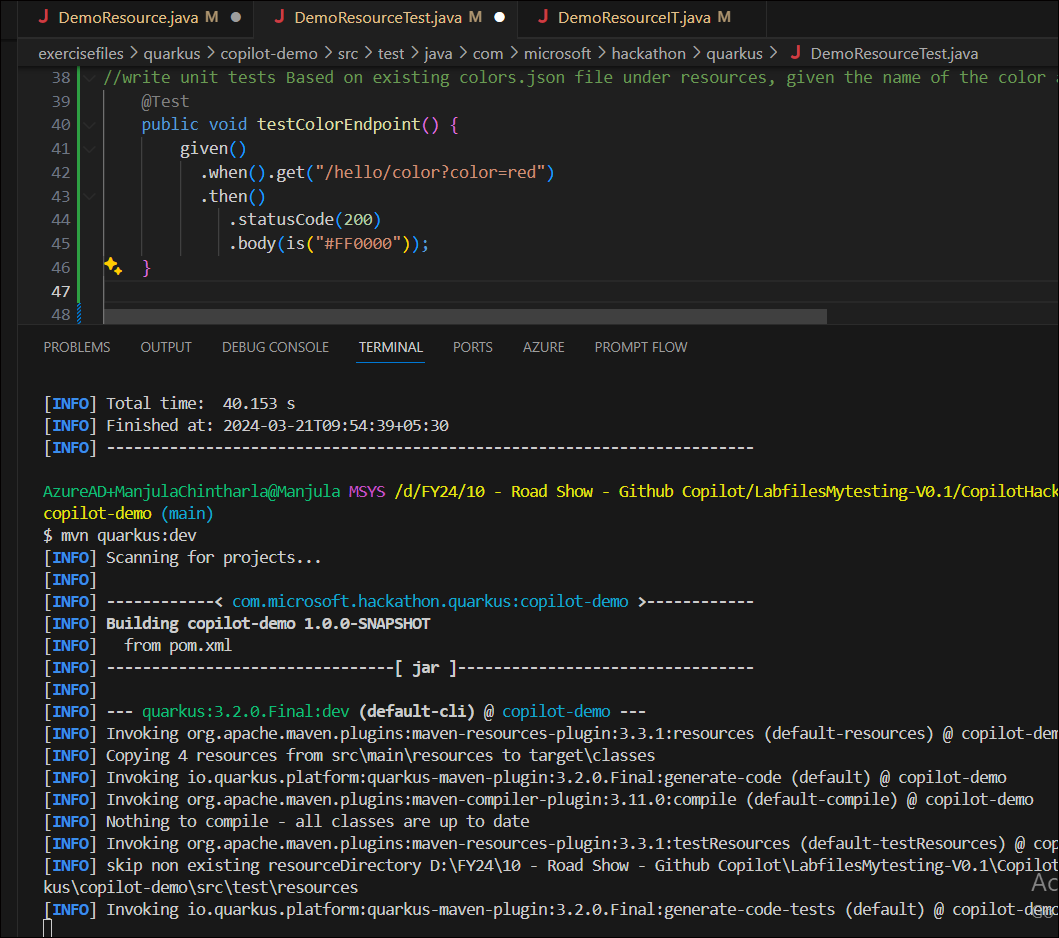 DemoResource.java M
DemoResourceTest.java M
DemoResourceIT.java M
exercisefiles > quarkus > copilot-demo > src > test > java > com > microsoft > hackathon > quarkus > DemoResourceTest.java
38 //write unit tests Based on existing colors.json file under resources, given the name of the color
39 @Test
40 public void testColorEndpoint() {
41 given()
42 .when().get("/hello/color?color=red")
43 .then()
44 .statusCode(200)
45 .body(is("#FF0000"));
46 }
47
48
PROBLEMS OUTPUT DEBUG CONSOLE TERMINAL PORTS AZURE PROMPT FLOW
[INFO] Total time:  40.153 s
[INFO] Finished at: 2024-03-21T09:54:39+05:30
[INFO] ------------------------------------------------------------------------
AzureAD+ManjulaChintharla@Manjula MSYS /d/FY24/10 - Road Show - Github Copilot/LabfilesMytesting-V0.1/CopilotHack
copilot-demo (main)
$ mvn quarkus:dev
[INFO] Scanning for projects...
[INFO]
[INFO] ------------< com.microsoft.hackathon.quarkus:copilot-demo >------------
[INFO] Building copilot-demo 1.0.0-SNAPSHOT
[INFO]   from pom.xml
[INFO] --------------------------------[ jar ]---------------------------------
[INFO]
[INFO] --- quarkus:3.2.0.Final:dev (default-cli) @ copilot-demo ---
[INFO] Invoking org.apache.maven.plugins:maven-resources-plugin:3.3.1:resources (default-resources) @ copilot-dem
[INFO] Copying 4 resources from src\main\resources to target\classes
[INFO] Invoking io.quarkus.platform:quarkus-maven-plugin:3.2.0.Final:generate-code (default) @ copilot-demo
[INFO] Invoking org.apache.maven.plugins:maven-compiler-plugin:3.11.0:compile (default-compile) @ copilot-demo
[INFO] Nothing to compile - all classes are up to date
[INFO] Invoking org.apache.maven.plugins:maven-resources-plugin:3.3.1:testResources (default-testResources) @ cop
[INFO] skip non existing resourceDirectory D:\FY24\10 - Road Show - Github Copilot\LabfilesMytesting-V0.1\Copilot
kus\copilot-demo\src\test\resources
[INFO] Invoking io.quarkus.platform:quarkus-maven-plugin:3.2.0.Final:generate-code-tests (default) @ copilot-demo